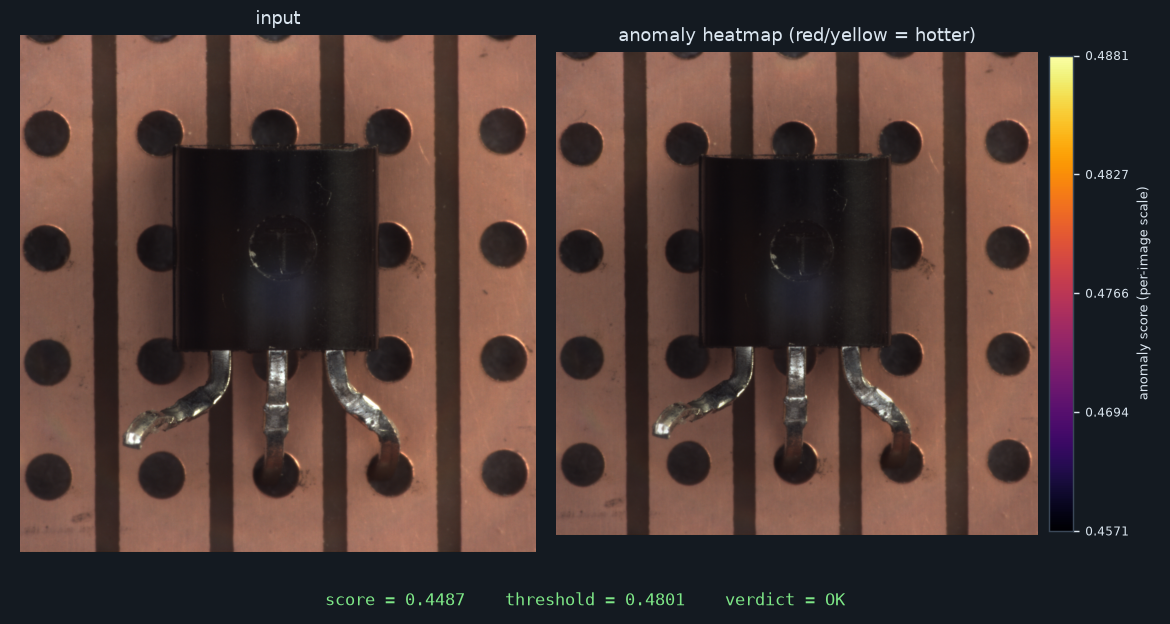 input
anomaly heatmap (red/yellow = hotter)
0.4881
0.4827
0.4766
0.4694
0.4571
anomaly score (per-image scale)
score = 0.4487 threshold = 0.4801 verdict = OK